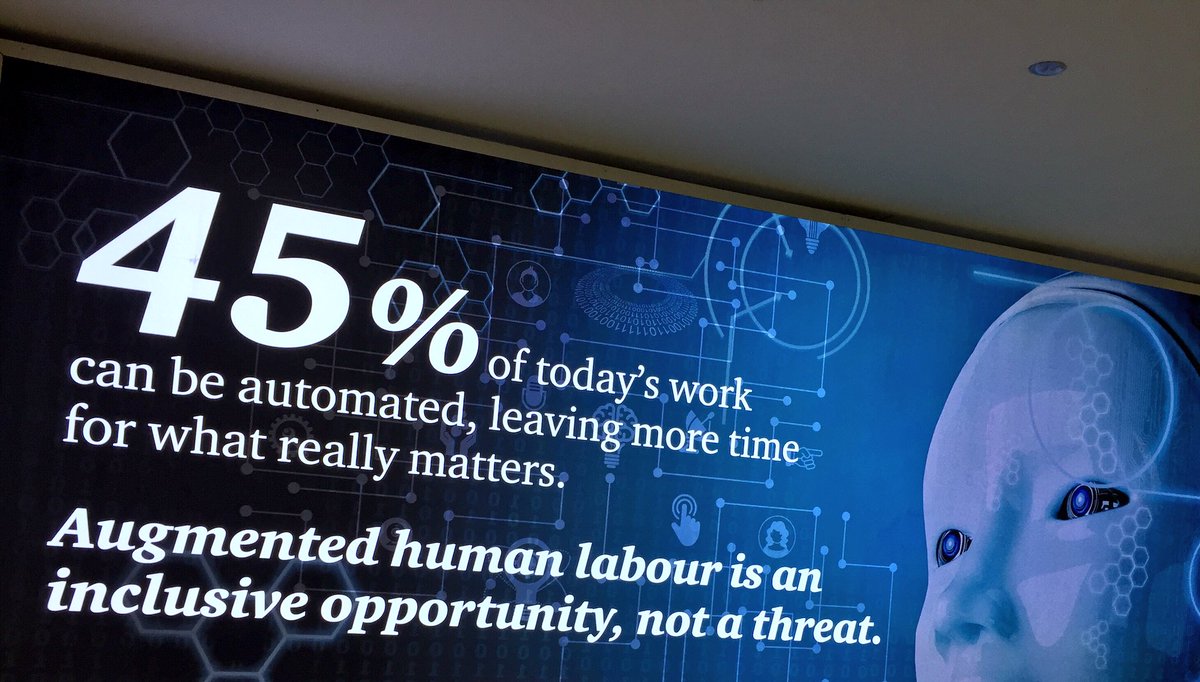 45% of today's work
can be automated, leaving more time
for what really matters.
Augmented human labour is an
inclusive opportunity, not a threat.